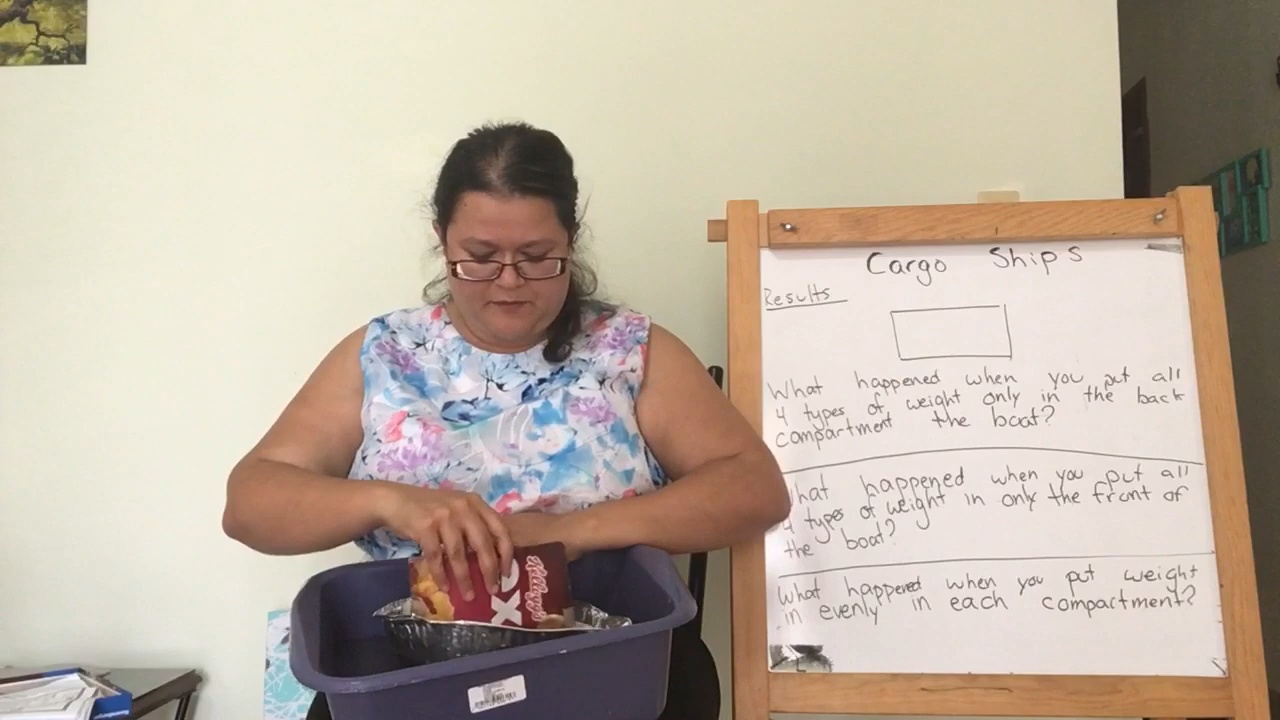 Cargo Ships
Results
What happened when you put all
4 types of weight only in the back
compartment the boat?
What happened when you put all
4 types of weight in only the front of
the boat?
What happened when you put weight
in evenly in each compartment?
Kellogg's